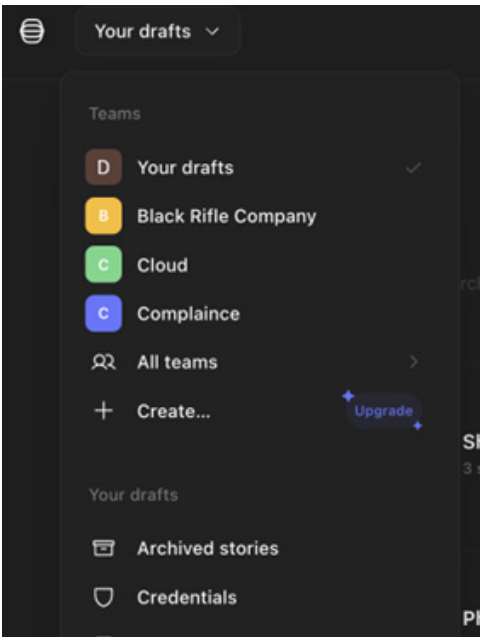 Your drafts
Teams
D Your drafts
B Black Rifle Company
C Cloud
C Complaince
All teams
Create...
Upgrade
Your drafts
Archived stories
Credentials